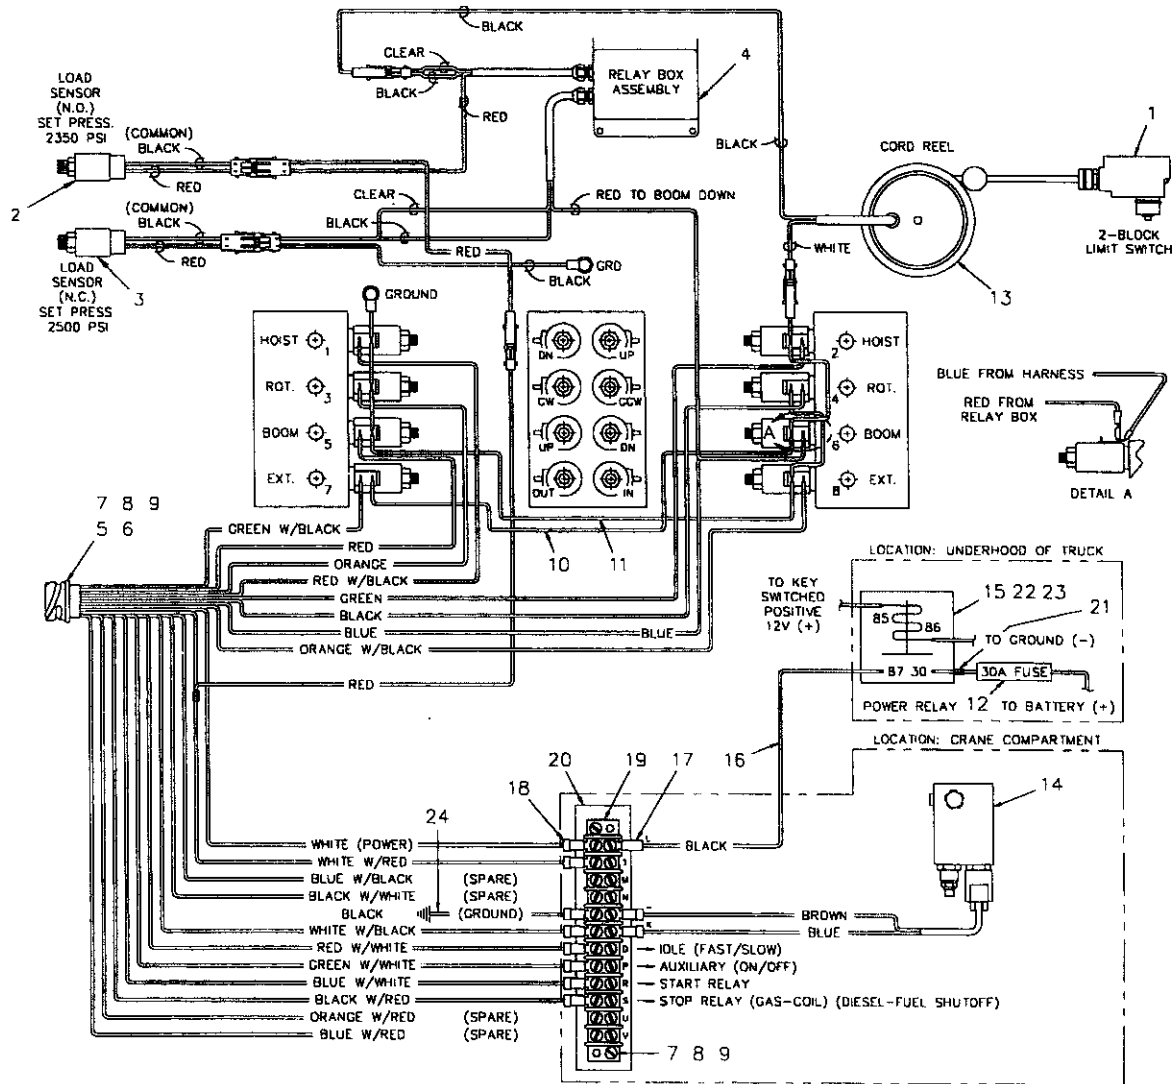 BLACK
CLEAR
BLACK
RED
RELAY BOX
ASSEMBLY
4
LOAD
SENSOR
(N.O.)
SET PRESS.
2350 PSI
(COMMON)
BLACK
RED
2
BLACK
CORD REEL
1
2-BLOCK
LIMIT SWITCH
13
WHITE
CLEAR
RED TO BOOM DOWN
(COMMON)
BLACK
RED
BLACK
RED
GRD
BLACK
LOAD
SENSOR
(N.C.)
SET PRESS
2500 PSI
3
GROUND
HOIST
1
ROT.
3
BOOM
5
EXT.
7
DN
UP
CW
CCW
UP
DN
OUT
IN
2
HOIST
4
ROT.
A
6
BOOM
8
EXT.
BLUE FROM HARNESS
RED FROM
RELAY BOX
DETAIL A
7 8 9
5 6
GREEN W/BLACK
RED
ORANGE
RED W/BLACK
GREEN
BLACK
BLUE
BLUE
ORANGE W/BLACK
RED
10
11
LOCATION: UNDERHOOD OF TRUCK
TO KEY
SWITCHED
POSITIVE
12V (+)
85
86
15 22 23
21
TO GROUND (-)
87 30
30A FUSE
POWER RELAY
12
TO BATTERY (+)
LOCATION: CRANE COMPARTMENT
16
20
19
17
18
14
24
WHITE (POWER)
L
BLACK
WHITE W/RED
J
BLUE W/BLACK
(SPARE)
M
BLACK W/WHITE
(SPARE)
N
BLACK
(GROUND)
BROWN
WHITE W/BLACK
K
BLUE
RED W/WHITE
D
IDLE (FAST/SLOW)
GREEN W/WHITE
P
AUXILIARY (ON/OFF)
BLUE W/WHITE
R
START RELAY
BLACK W/RED
S
STOP RELAY (GAS-COIL) (DIESEL-FUEL SHUTOFF)
ORANGE W/RED
(SPARE)
U
BLUE W/RED
(SPARE)
V
7 8 9